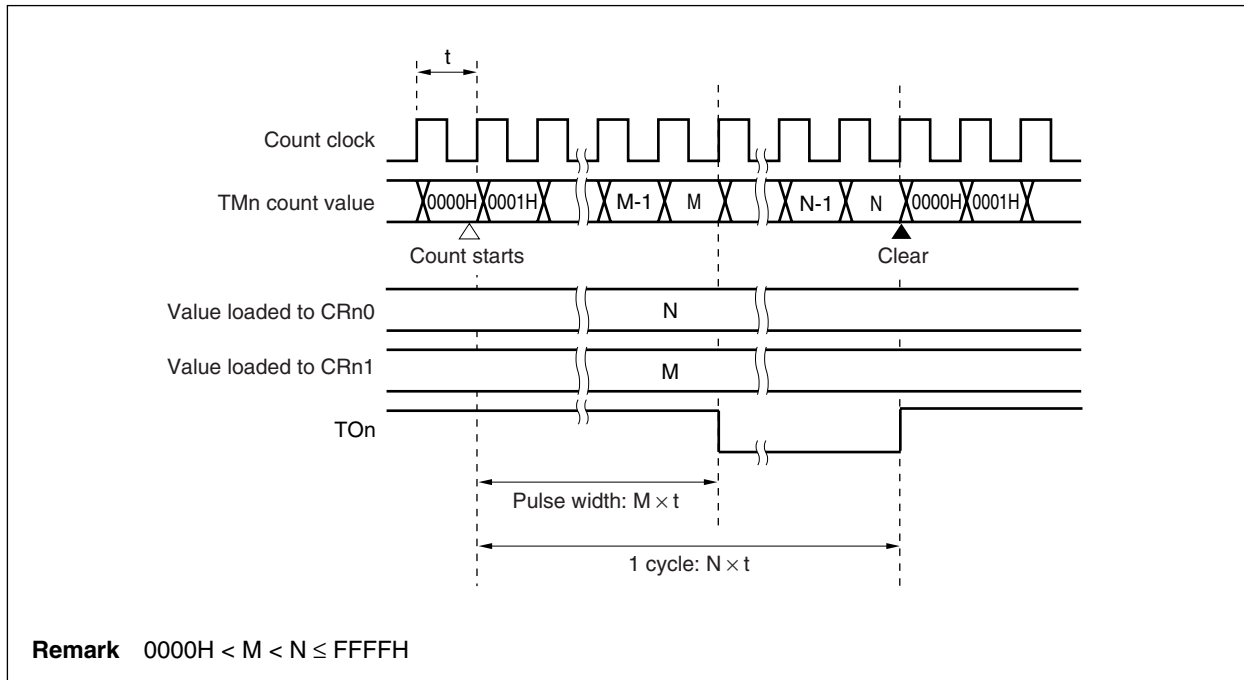 t
Count clock
TMn count value 0000H 0001H M-1 M N-1 N 0000H 0001H
Count starts Clear
Value loaded to CRn0 N
Value loaded to CRn1 M
TOn
Pulse width: M × t
1 cycle: N × t
Remark 0000H < M < N ≤ FFFFH